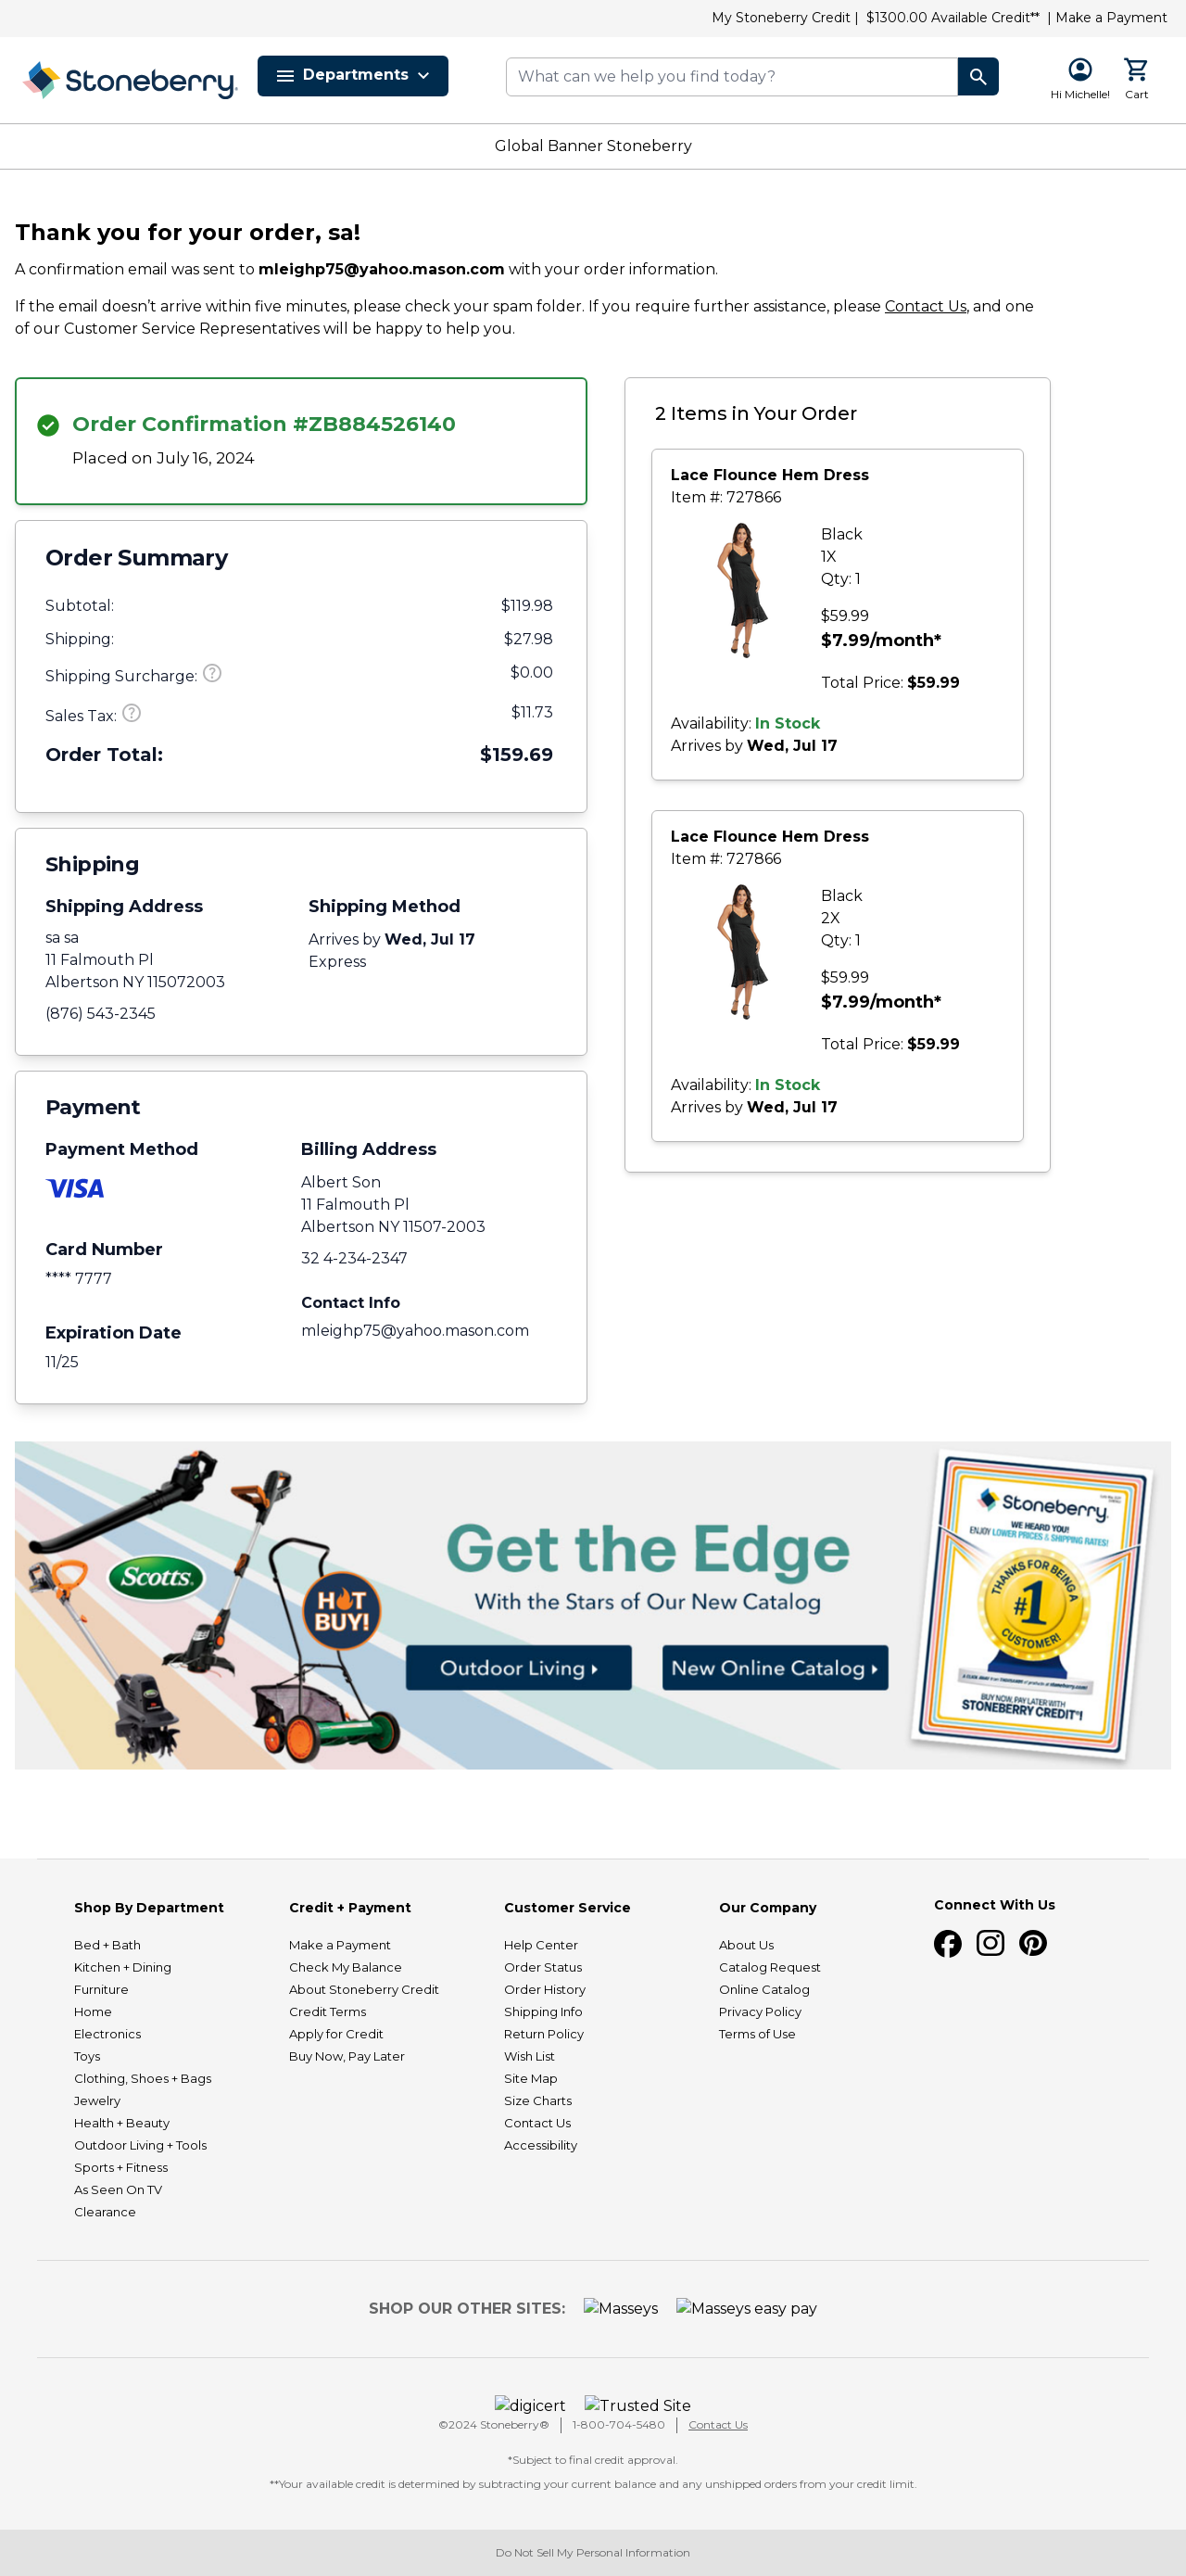 My Stoneberry Credit | $1300.00 Available Credit** | Make a Payment
Stoneberry®
Departments
What can we help you find today?
Hi Michelle!
Cart
Global Banner Stoneberry
Thank you for your order, sa!
A confirmation email was sent to mleighp75@yahoo.mason.com with your order information.
If the email doesn't arrive within five minutes, please check your spam folder. If you require further assistance, please Contact Us, and one
of our Customer Service Representatives will be happy to help you.
Order Confirmation #ZB884526140
Placed on July 16, 2024
Order Summary
Subtotal: $119.98
Shipping: $27.98
Shipping Surcharge: ? $0.00
Sales Tax: ? $11.73
Order Total: $159.69
Shipping
Shipping Address
sa sa
11 Falmouth Pl
Albertson NY 115072003
(876) 543-2345
Shipping Method
Arrives by Wed, Jul 17
Express
Payment
Payment Method
VISA
Card Number
**** 7777
Expiration Date
11/25
Billing Address
Albert Son
11 Falmouth Pl
Albertson NY 11507-2003
32 4-234-2347
Contact Info
mleighp75@yahoo.mason.com
2 Items in Your Order
Lace Flounce Hem Dress
Item #: 727866
Black
1X
Qty: 1
$59.99
$7.99/month*
Total Price: $59.99
Availability: In Stock
Arrives by Wed, Jul 17
Lace Flounce Hem Dress
Item #: 727866
Black
2X
Qty: 1
$59.99
$7.99/month*
Total Price: $59.99
Availability: In Stock
Arrives by Wed, Jul 17
Scotts
HOT
BUY!
Get the Edge
With the Stars of Our New Catalog
Outdoor Living
New Online Catalog
Stoneberry
WE HEARD YOU!
ENJOY LOWER PRICES & SHIPPING RATES!
THANKS FOR BEING A
#1
CUSTOMER!
BUY NOW, PAY LATER WITH
STONEBERRY CREDIT*!
Shop By Department
Bed + Bath
Kitchen + Dining
Furniture
Home
Electronics
Toys
Clothing, Shoes + Bags
Jewelry
Health + Beauty
Outdoor Living + Tools
Sports + Fitness
As Seen On TV
Clearance
Credit + Payment
Make a Payment
Check My Balance
About Stoneberry Credit
Credit Terms
Apply for Credit
Buy Now, Pay Later
Customer Service
Help Center
Order Status
Order History
Shipping Info
Return Policy
Wish List
Site Map
Size Charts
Contact Us
Accessibility
Our Company
About Us
Catalog Request
Online Catalog
Privacy Policy
Terms of Use
Connect With Us
SHOP OUR OTHER SITES: Masseys Masseys easy pay
digicert Trusted Site
©2024 Stoneberry® | 1-800-704-5480 | Contact Us
*Subject to final credit approval.
**Your available credit is determined by subtracting your current balance and any unshipped orders from your credit limit.
Do Not Sell My Personal Information